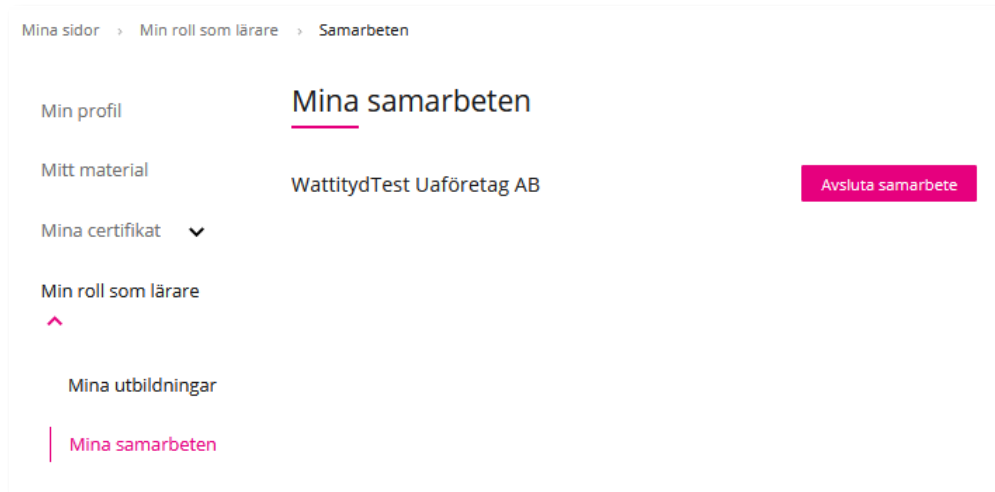 Mina sidor › Min roll som lärare › Samarbeten
Min profil
Mitt material
Mina certifikat
Min roll som lärare
Mina utbildningar
Mina samarbeten
Mina samarbeten
WattitydTest Uaföretag AB
Avsluta samarbete